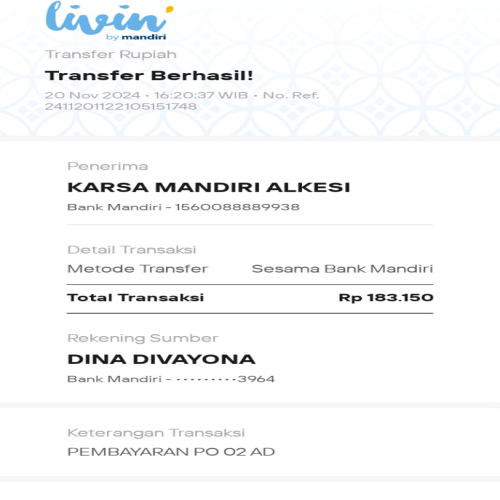 livin'
by mandiri
Transfer Rupiah
Transfer Berhasil!
20 Nov 2024 • 16:20:37 WIB • No. Ref.
2411201122105151748
Penerima
KARSA MANDIRI ALKESI
Bank Mandiri - 1560088889938
Detail Transaksi
Metode Transfer Sesama Bank Mandiri
Total Transaksi Rp 183.150
Rekening Sumber
DINA DIVAYONA
Bank Mandiri - •••••••••3964
Keterangan Transaksi
PEMBAYARAN PO 02 AD